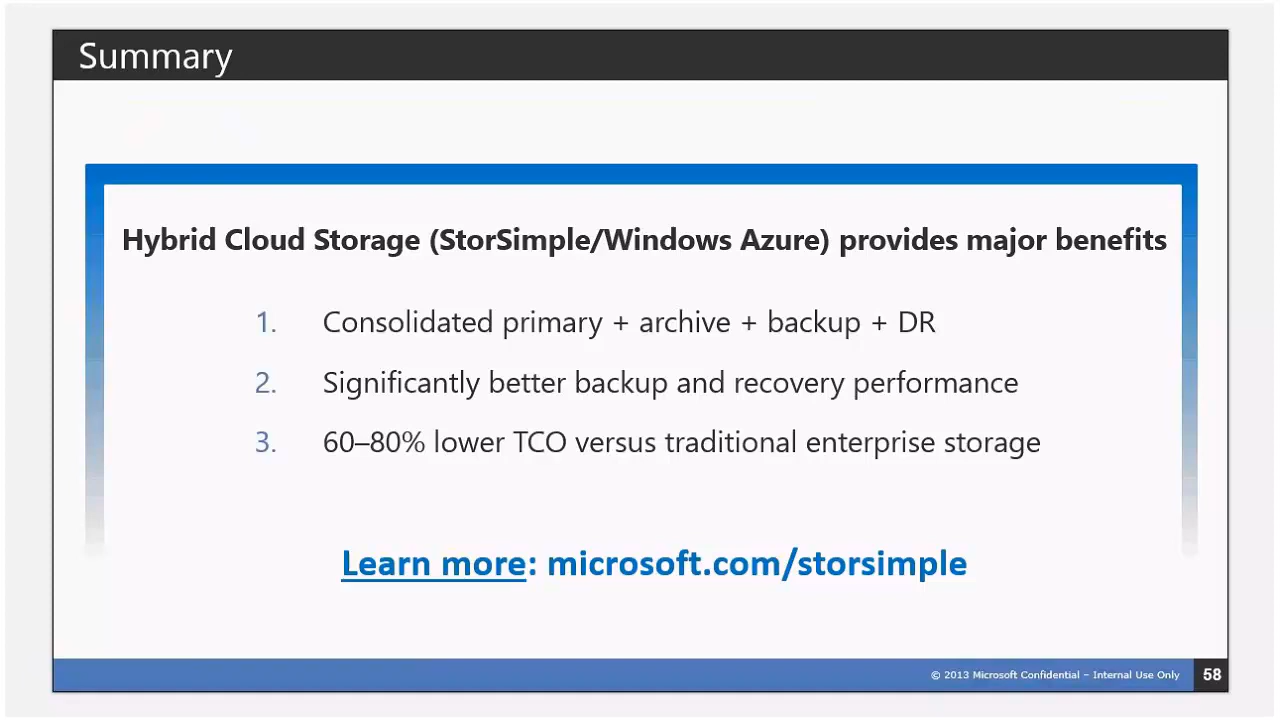 Summary
Hybrid Cloud Storage (StorSimple/Windows Azure) provides major benefits
1. Consolidated primary + archive + backup + DR
2. Significantly better backup and recovery performance
3. 60–80% lower TCO versus traditional enterprise storage
Learn more: microsoft.com/storsimple
© 2013 Microsoft Confidential – Internal Use Only 58